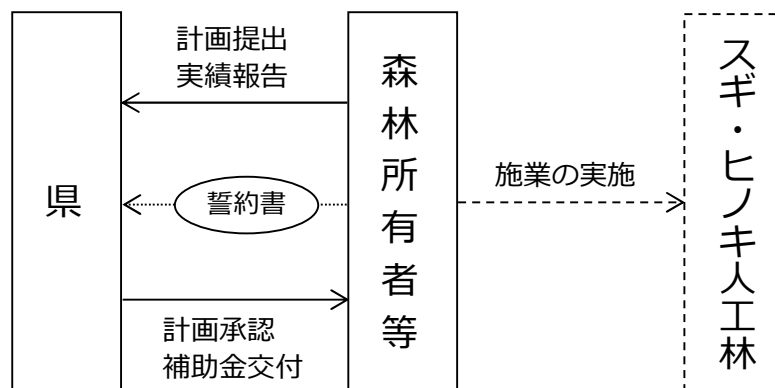 県
計画提出
実績報告
誓約書
計画承認
補助金交付
森林所有者等
施業の実施
スギ・ヒノキ人工林